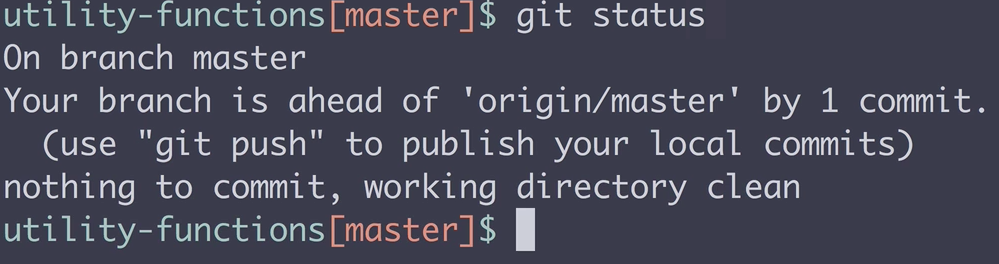 utility-functions[master]$ git status
On branch master
Your branch is ahead of 'origin/master' by 1 commit.
  (use "git push" to publish your local commits)
nothing to commit, working directory clean
utility-functions[master]$